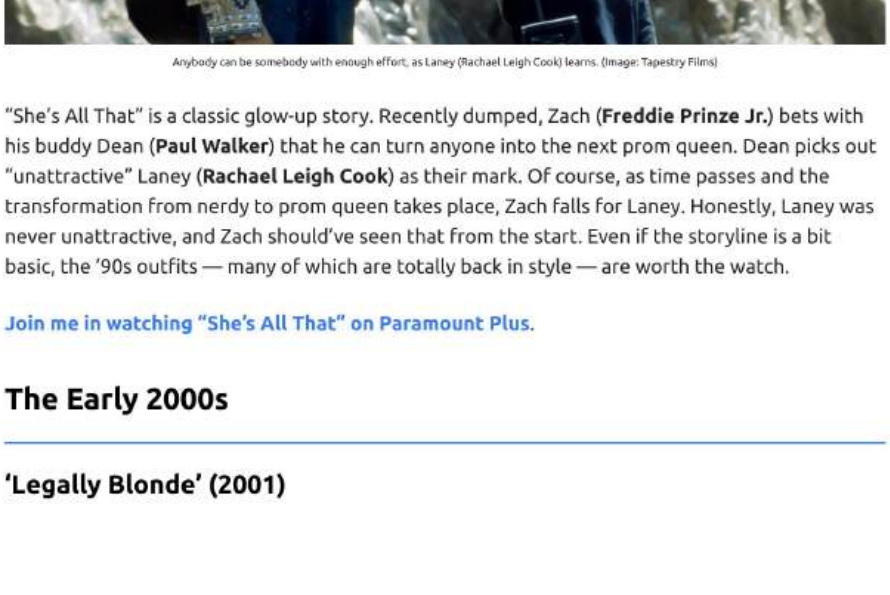 Anybody can be somebody with enough effort, as Laney (Rachael Leigh Cook) learns. (Image: Tapestry Films)
“She’s All That” is a classic glow-up story. Recently dumped, Zach (Freddie Prinze Jr.) bets with
his buddy Dean (Paul Walker) that he can turn anyone into the next prom queen. Dean picks out
“unattractive” Laney (Rachael Leigh Cook) as their mark. Of course, as time passes and the
transformation from nerdy to prom queen takes place, Zach falls for Laney. Honestly, Laney was
never unattractive, and Zach should’ve seen that from the start. Even if the storyline is a bit
basic, the ’90s outfits — many of which are totally back in style — are worth the watch.
Join me in watching “She’s All That” on Paramount Plus.
The Early 2000s
‘Legally Blonde’ (2001)